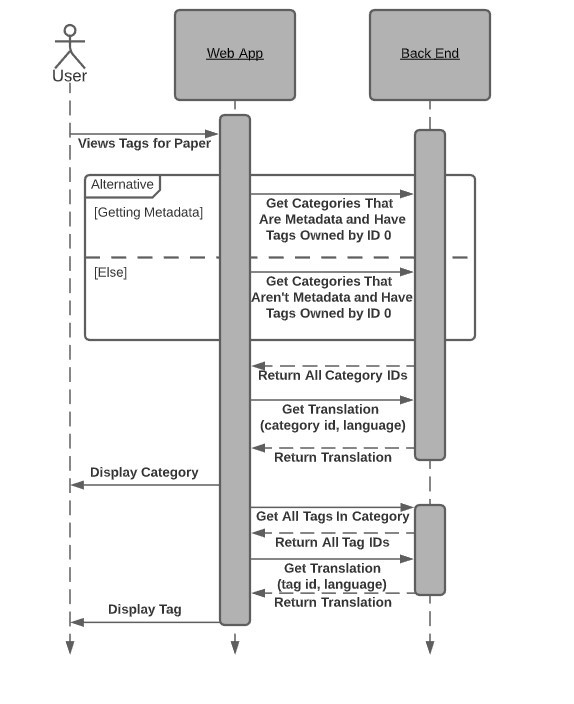 User
Web App
Back End
Views Tags for Paper
Alternative
[Getting Metadata]
Get Categories That
Are Metadata and Have
Tags Owned by ID 0
[Else]
Get Categories That
Aren't Metadata and Have
Tags Owned by ID 0
Return All Category IDs
Get Translation
(category id, language)
Return Translation
Display Category
Get All Tags In Category
Return All Tag IDs
Get Translation
(tag id, language)
Return Translation
Display Tag